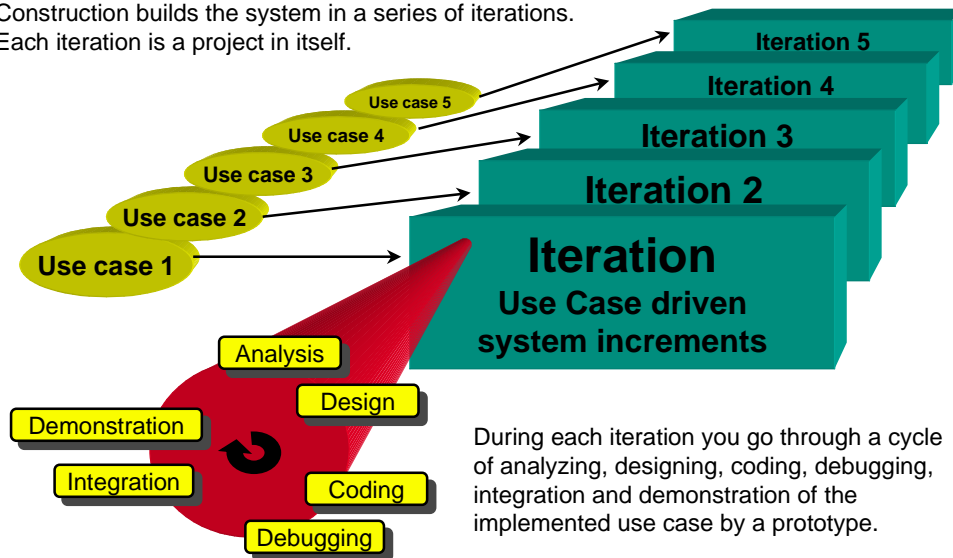 Construction builds the system in a series of iterations.
Each iteration is a project in itself.
Iteration 5
Use case 5
Iteration 4
Use case 4
Iteration 3
Use case 3
Iteration 2
Use case 2
Iteration
Use case 1
Use Case driven
system increments
Analysis
Design
Demonstration
Integration
Coding
Debugging
During each iteration you go through a cycle
of analyzing, designing, coding, debugging,
integration and demonstration of the
implemented use case by a prototype.